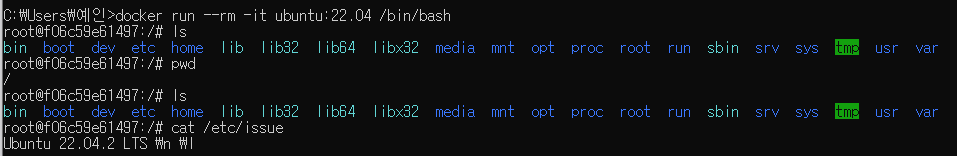 C:₩Users₩예인>docker run --rm -it ubuntu:22.04 /bin/bash
root@f06c59e61497:/# ls
bin boot dev etc home lib lib32 lib64 libx32 media mnt opt proc root run sbin srv sys tmp usr var
root@f06c59e61497:/# pwd
/
root@f06c59e61497:/# ls
bin boot dev etc home lib lib32 lib64 libx32 media mnt opt proc root run sbin srv sys tmp usr var
root@f06c59e61497:/# cat /etc/issue
Ubuntu 22.04.2 LTS ₩n ₩l